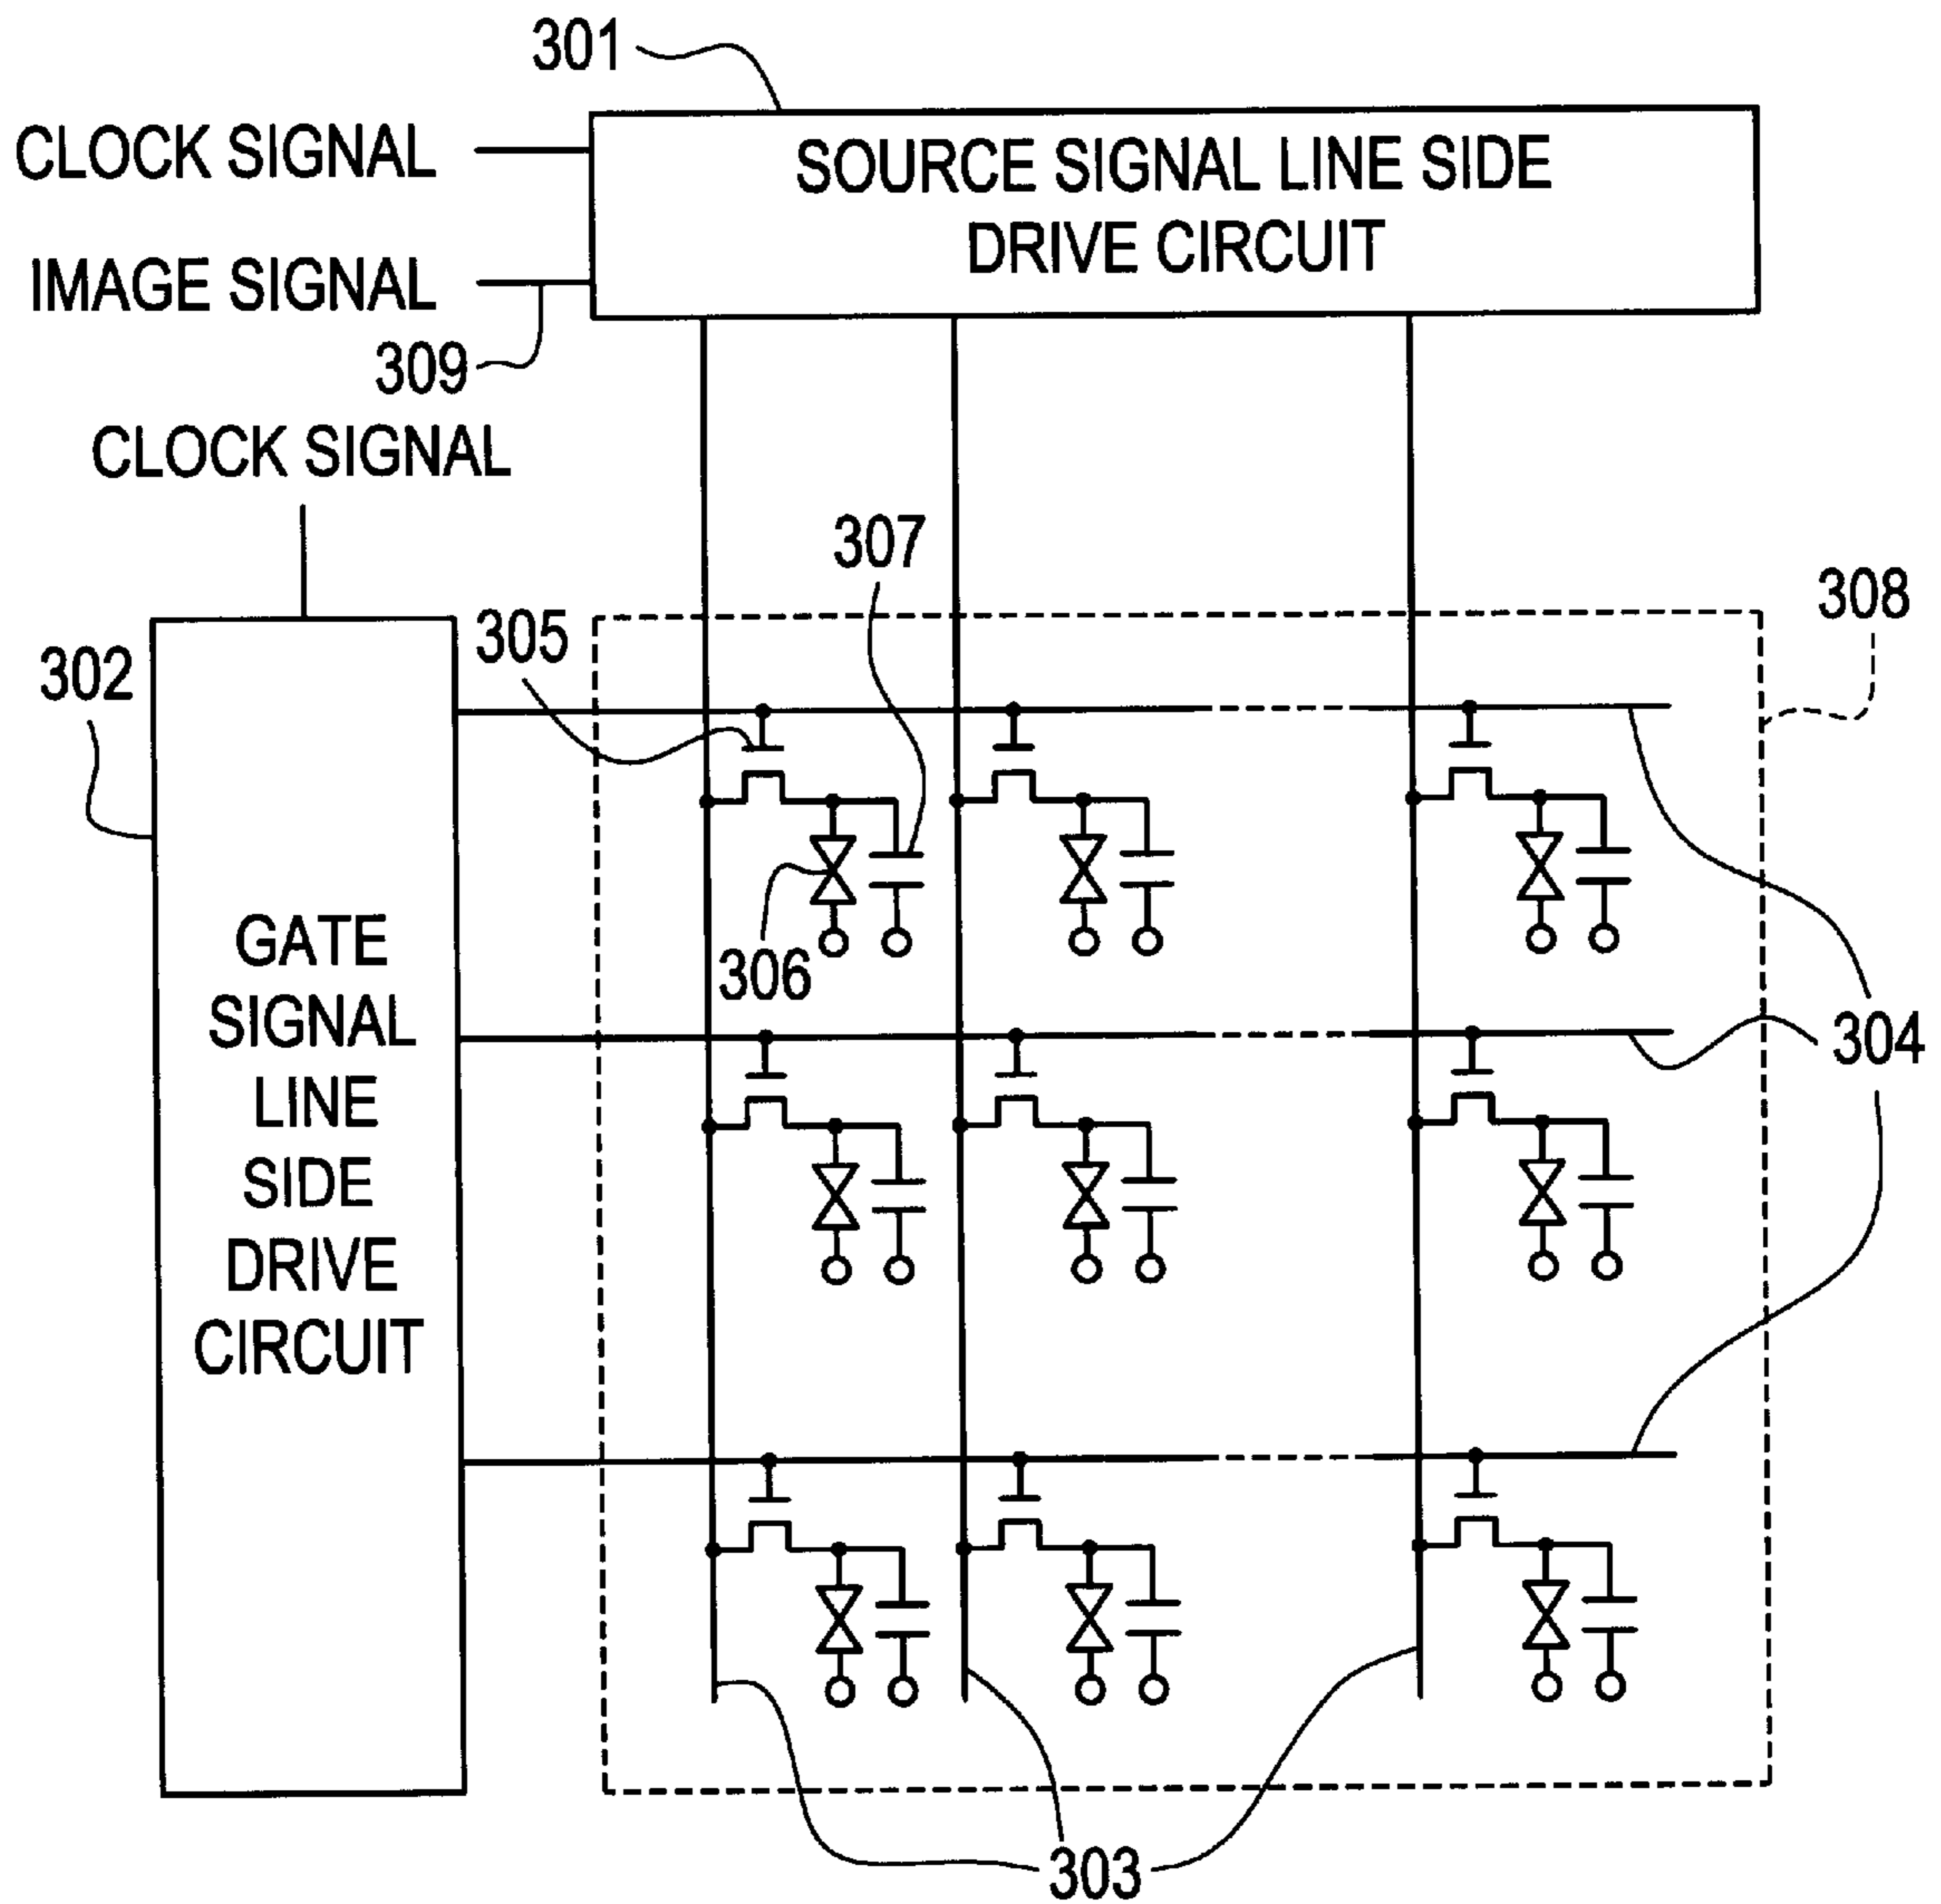 301
CLOCK SIGNAL
SOURCE SIGNAL LINE SIDE
DRIVE CIRCUIT
IMAGE SIGNAL
309
CLOCK SIGNAL
307
308
305
302
306
GATE
SIGNAL
LINE
SIDE
DRIVE
CIRCUIT
304
303